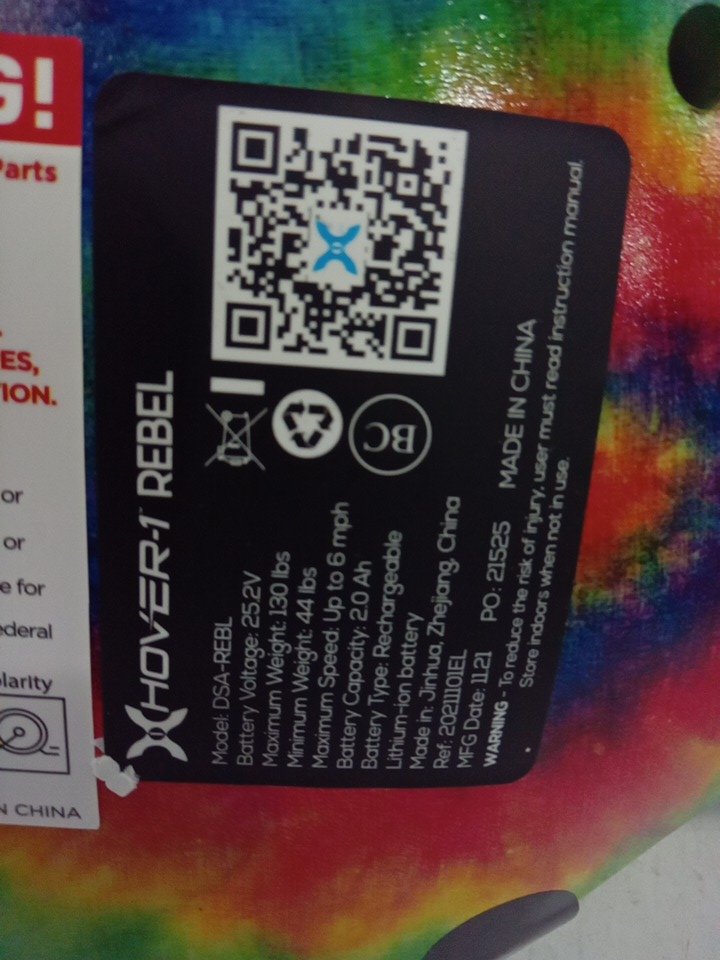 G!
Parts
ES,
TION.
or
or
e for
ederal
larity
N CHINA
HOVER-1™ REBEL
Model: DSA-REBL
Battery Voltage: 25.2V
Maximum Weight: 130 lbs
Minimum Weight: 44 lbs
Maximum Speed: Up to 6 mph
Battery Capacity: 2.0 Ah
Battery Type: Rechargeable
Lithium-ion battery
Made in: Jinhua, Zhejiang, China
Ref: 20211101EL
MFG Date: 11.21 PO: 21525 MADE IN CHINA
WARNING - To reduce the risk of injury, user must read instruction manual.
Store indoors when not in use.
BC